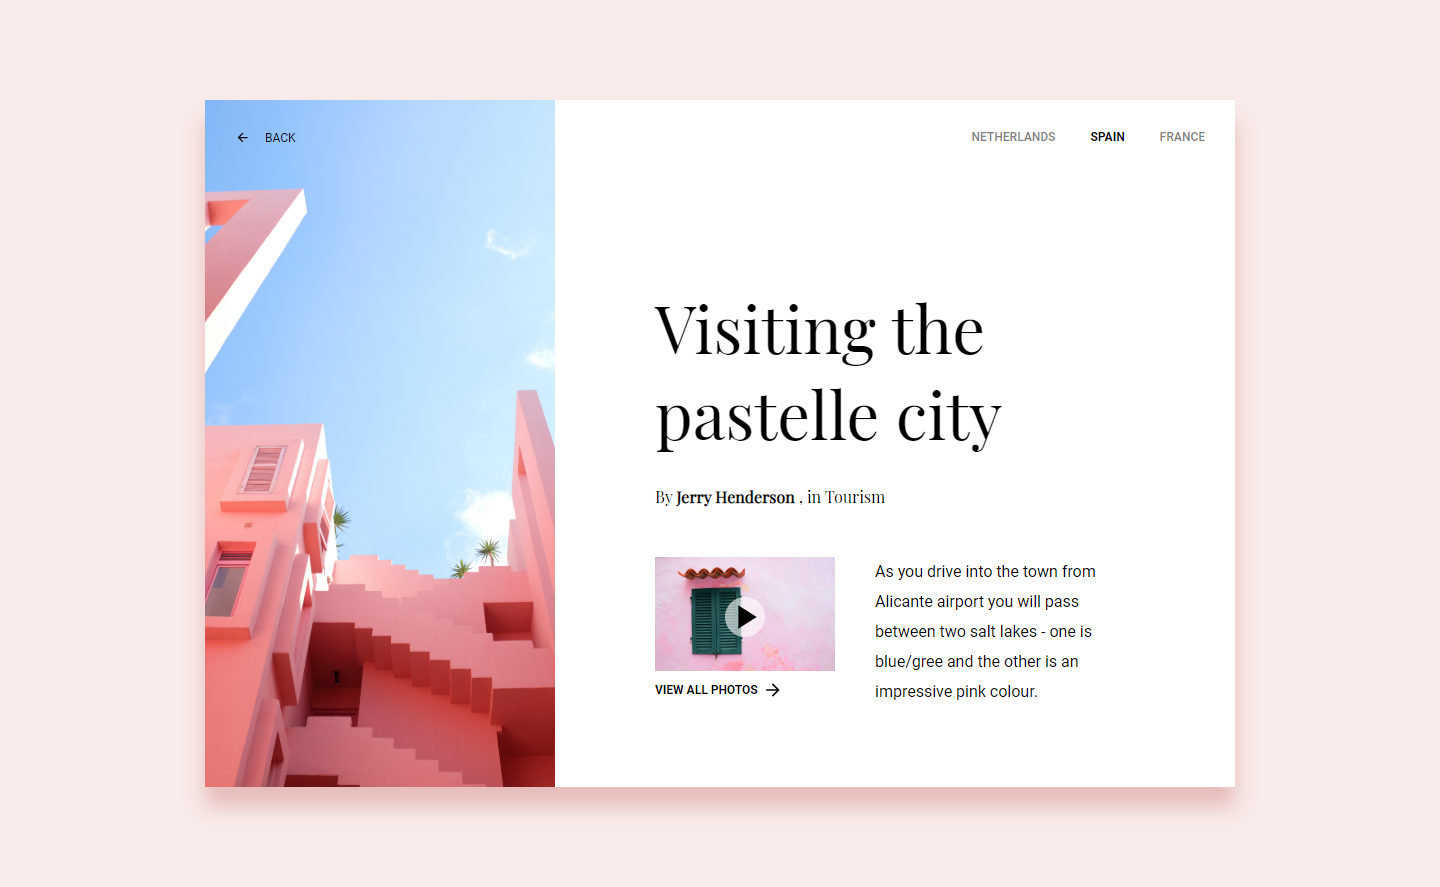 BACK
NETHERLANDS SPAIN FRANCE
Visiting the
pastelle city
By Jerry Henderson , in Tourism
VIEW ALL PHOTOS
As you drive into the town from
Alicante airport you will pass
between two salt lakes - one is
blue/gree and the other is an
impressive pink colour.